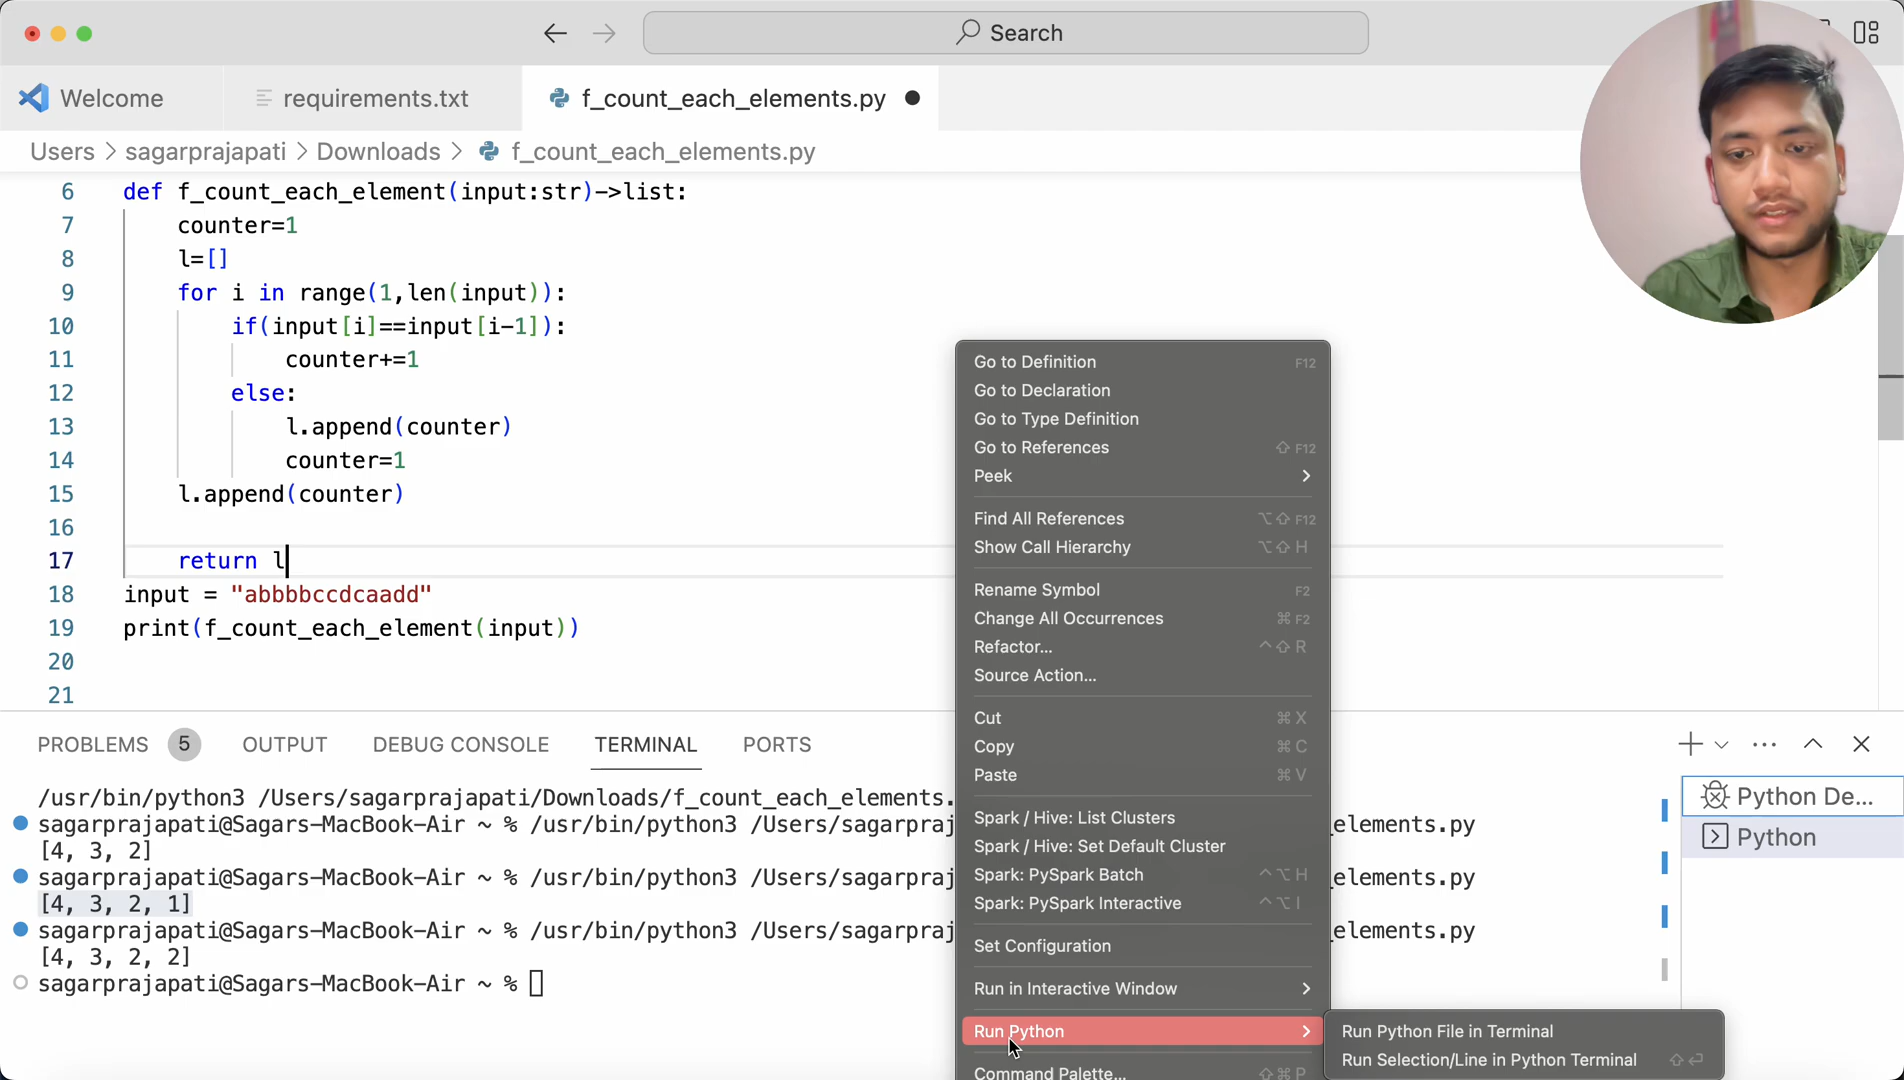 Search
Welcome
requirements.txt
f_count_each_elements.py
Users > sagarprajapati > Downloads > f_count_each_elements.py
6 def f_count_each_element(input:str)->list:
7 counter=1
8 l=[]
9 for i in range(1,len(input)):
10 if(input[i]==input[i-1]):
11 counter+=1
12 else:
13 l.append(counter)
14 counter=1
15 l.append(counter)
16
17 return l
18 input = "abbbbccdcaadd"
19 print(f_count_each_element(input))
20
21
Go to Definition F12
Go to Declaration
Go to Type Definition
Go to References ⇧ F12
Peek
Find All References ⌥⇧ F12
Show Call Hierarchy ⌥⇧ H
Rename Symbol F2
Change All Occurrences ⌘ F2
Refactor... ^⇧ R
Source Action...
Cut ⌘ X
Copy ⌘ C
Paste ⌘ V
Spark / Hive: List Clusters
Spark / Hive: Set Default Cluster
Spark: PySpark Batch ^⌥ H
Spark: PySpark Interactive ^⌥ I
Set Configuration
Run in Interactive Window
Run Python
Command Palette... ⇧⌘ P
Run Python File in Terminal
Run Selection/Line in Python Terminal ⇧⏎
PROBLEMS 5 OUTPUT DEBUG CONSOLE TERMINAL PORTS
/usr/bin/python3 /Users/sagarprajapati/Downloads/f_count_each_elements.
sagarprajapati@Sagars-MacBook-Air ~ % /usr/bin/python3 /Users/sagarpraj elements.py
[4, 3, 2]
sagarprajapati@Sagars-MacBook-Air ~ % /usr/bin/python3 /Users/sagarpraj elements.py
[4, 3, 2, 1]
sagarprajapati@Sagars-MacBook-Air ~ % /usr/bin/python3 /Users/sagarpraj elements.py
[4, 3, 2, 2]
sagarprajapati@Sagars-MacBook-Air ~ %
Python De...
Python